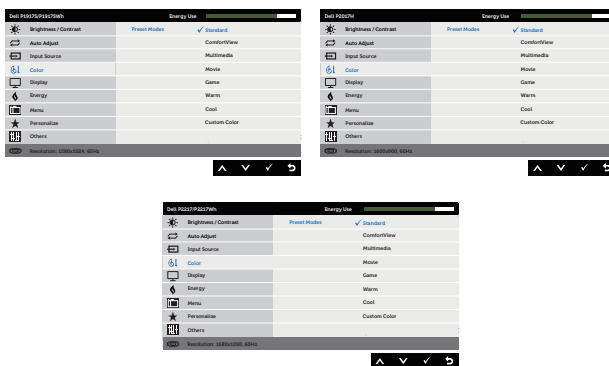 Dell P1917S/P1917SWh Energy Use
Brightness / Contrast Preset Modes ✓ Standard
Auto Adjust ComfortView
Input Source Multimedia
Color Movie
Display Game
Energy Warm
Menu Cool
Personalize Custom Color
Others
Resolution: 1280x1024, 60Hz
Dell P2017H Energy Use
Brightness / Contrast Preset Modes ✓ Standard
Auto Adjust ComfortView
Input Source Multimedia
Color Movie
Display Game
Energy Warm
Menu Cool
Personalize Custom Color
Others
Resolution: 1600x900, 60Hz
Dell P2217/P2217Wh Energy Use
Brightness / Contrast Preset Modes ✓ Standard
Auto Adjust ComfortView
Input Source Multimedia
Color Movie
Display Game
Energy Warm
Menu Cool
Personalize Custom Color
Others
Resolution: 1680x1050, 60Hz